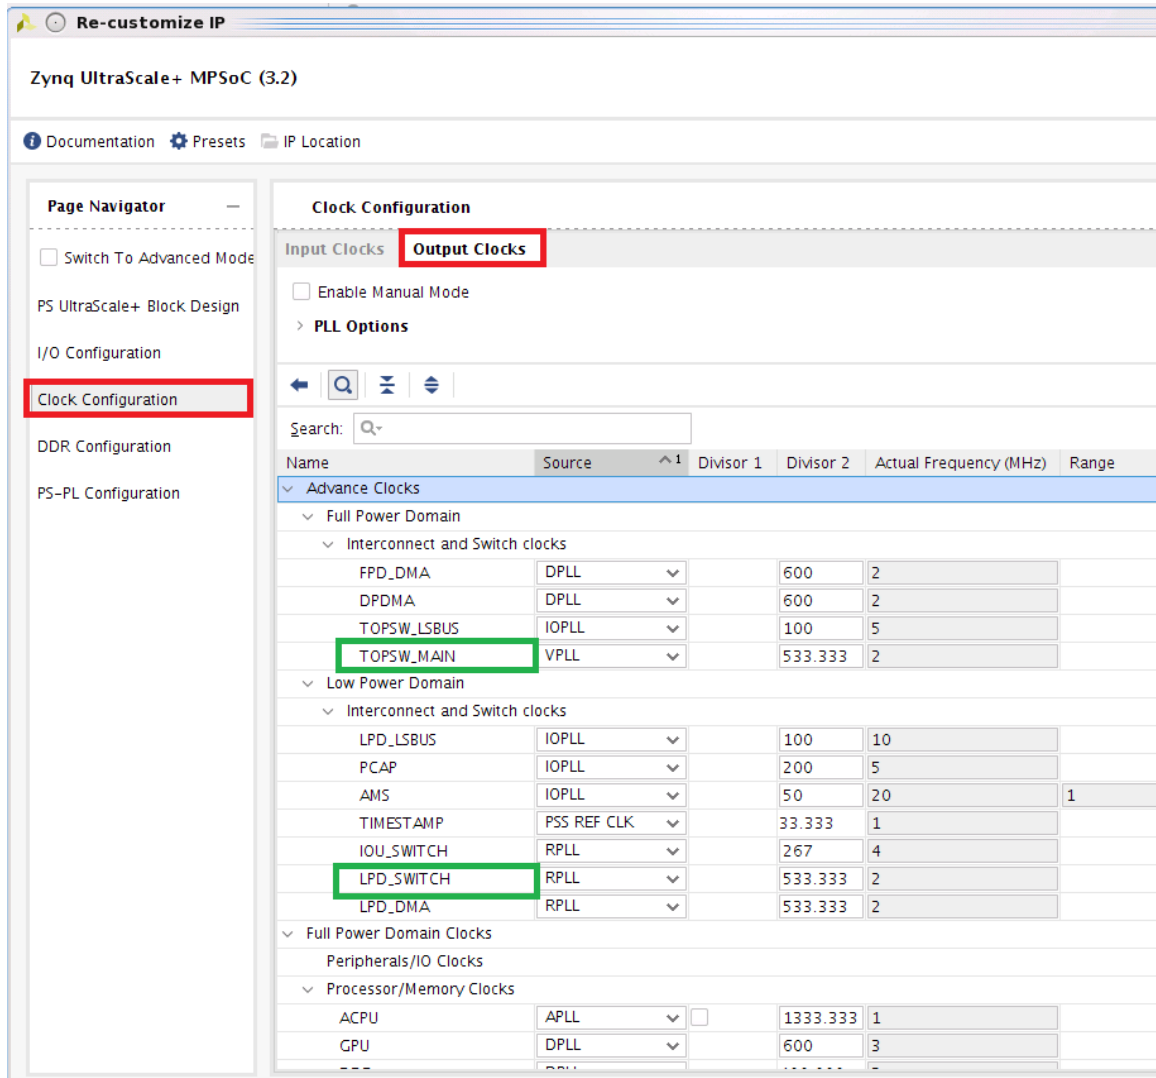 Re-customize IP
Zynq UltraScale+ MPSoC (3.2)
Documentation Presets IP Location
Page Navigator
Switch To Advanced Mode
PS UltraScale+ Block Design
I/O Configuration
Clock Configuration
DDR Configuration
PS-PL Configuration
Clock Configuration
Input Clocks Output Clocks
Enable Manual Mode
PLL Options
Search:
Name Source 1 Divisor 1 Divisor 2 Actual Frequency (MHz) Range
Advance Clocks
Full Power Domain
Interconnect and Switch clocks
FPD_DMA DPLL 600 2
DPDMA DPLL 600 2
TOPSW_LSBUS IOPLL 100 5
TOPSW_MAIN VPLL 533.333 2
Low Power Domain
Interconnect and Switch clocks
LPD_LSBUS IOPLL 100 10
PCAP IOPLL 200 5
AMS IOPLL 50 20 1
TIMESTAMP PSS REF CLK 33.333 1
IOU_SWITCH RPLL 267 4
LPD_SWITCH RPLL 533.333 2
LPD_DMA RPLL 533.333 2
Full Power Domain Clocks
Peripherals/IO Clocks
Processor/Memory Clocks
ACPU APLL 1333.333 1
GPU DPLL 600 3